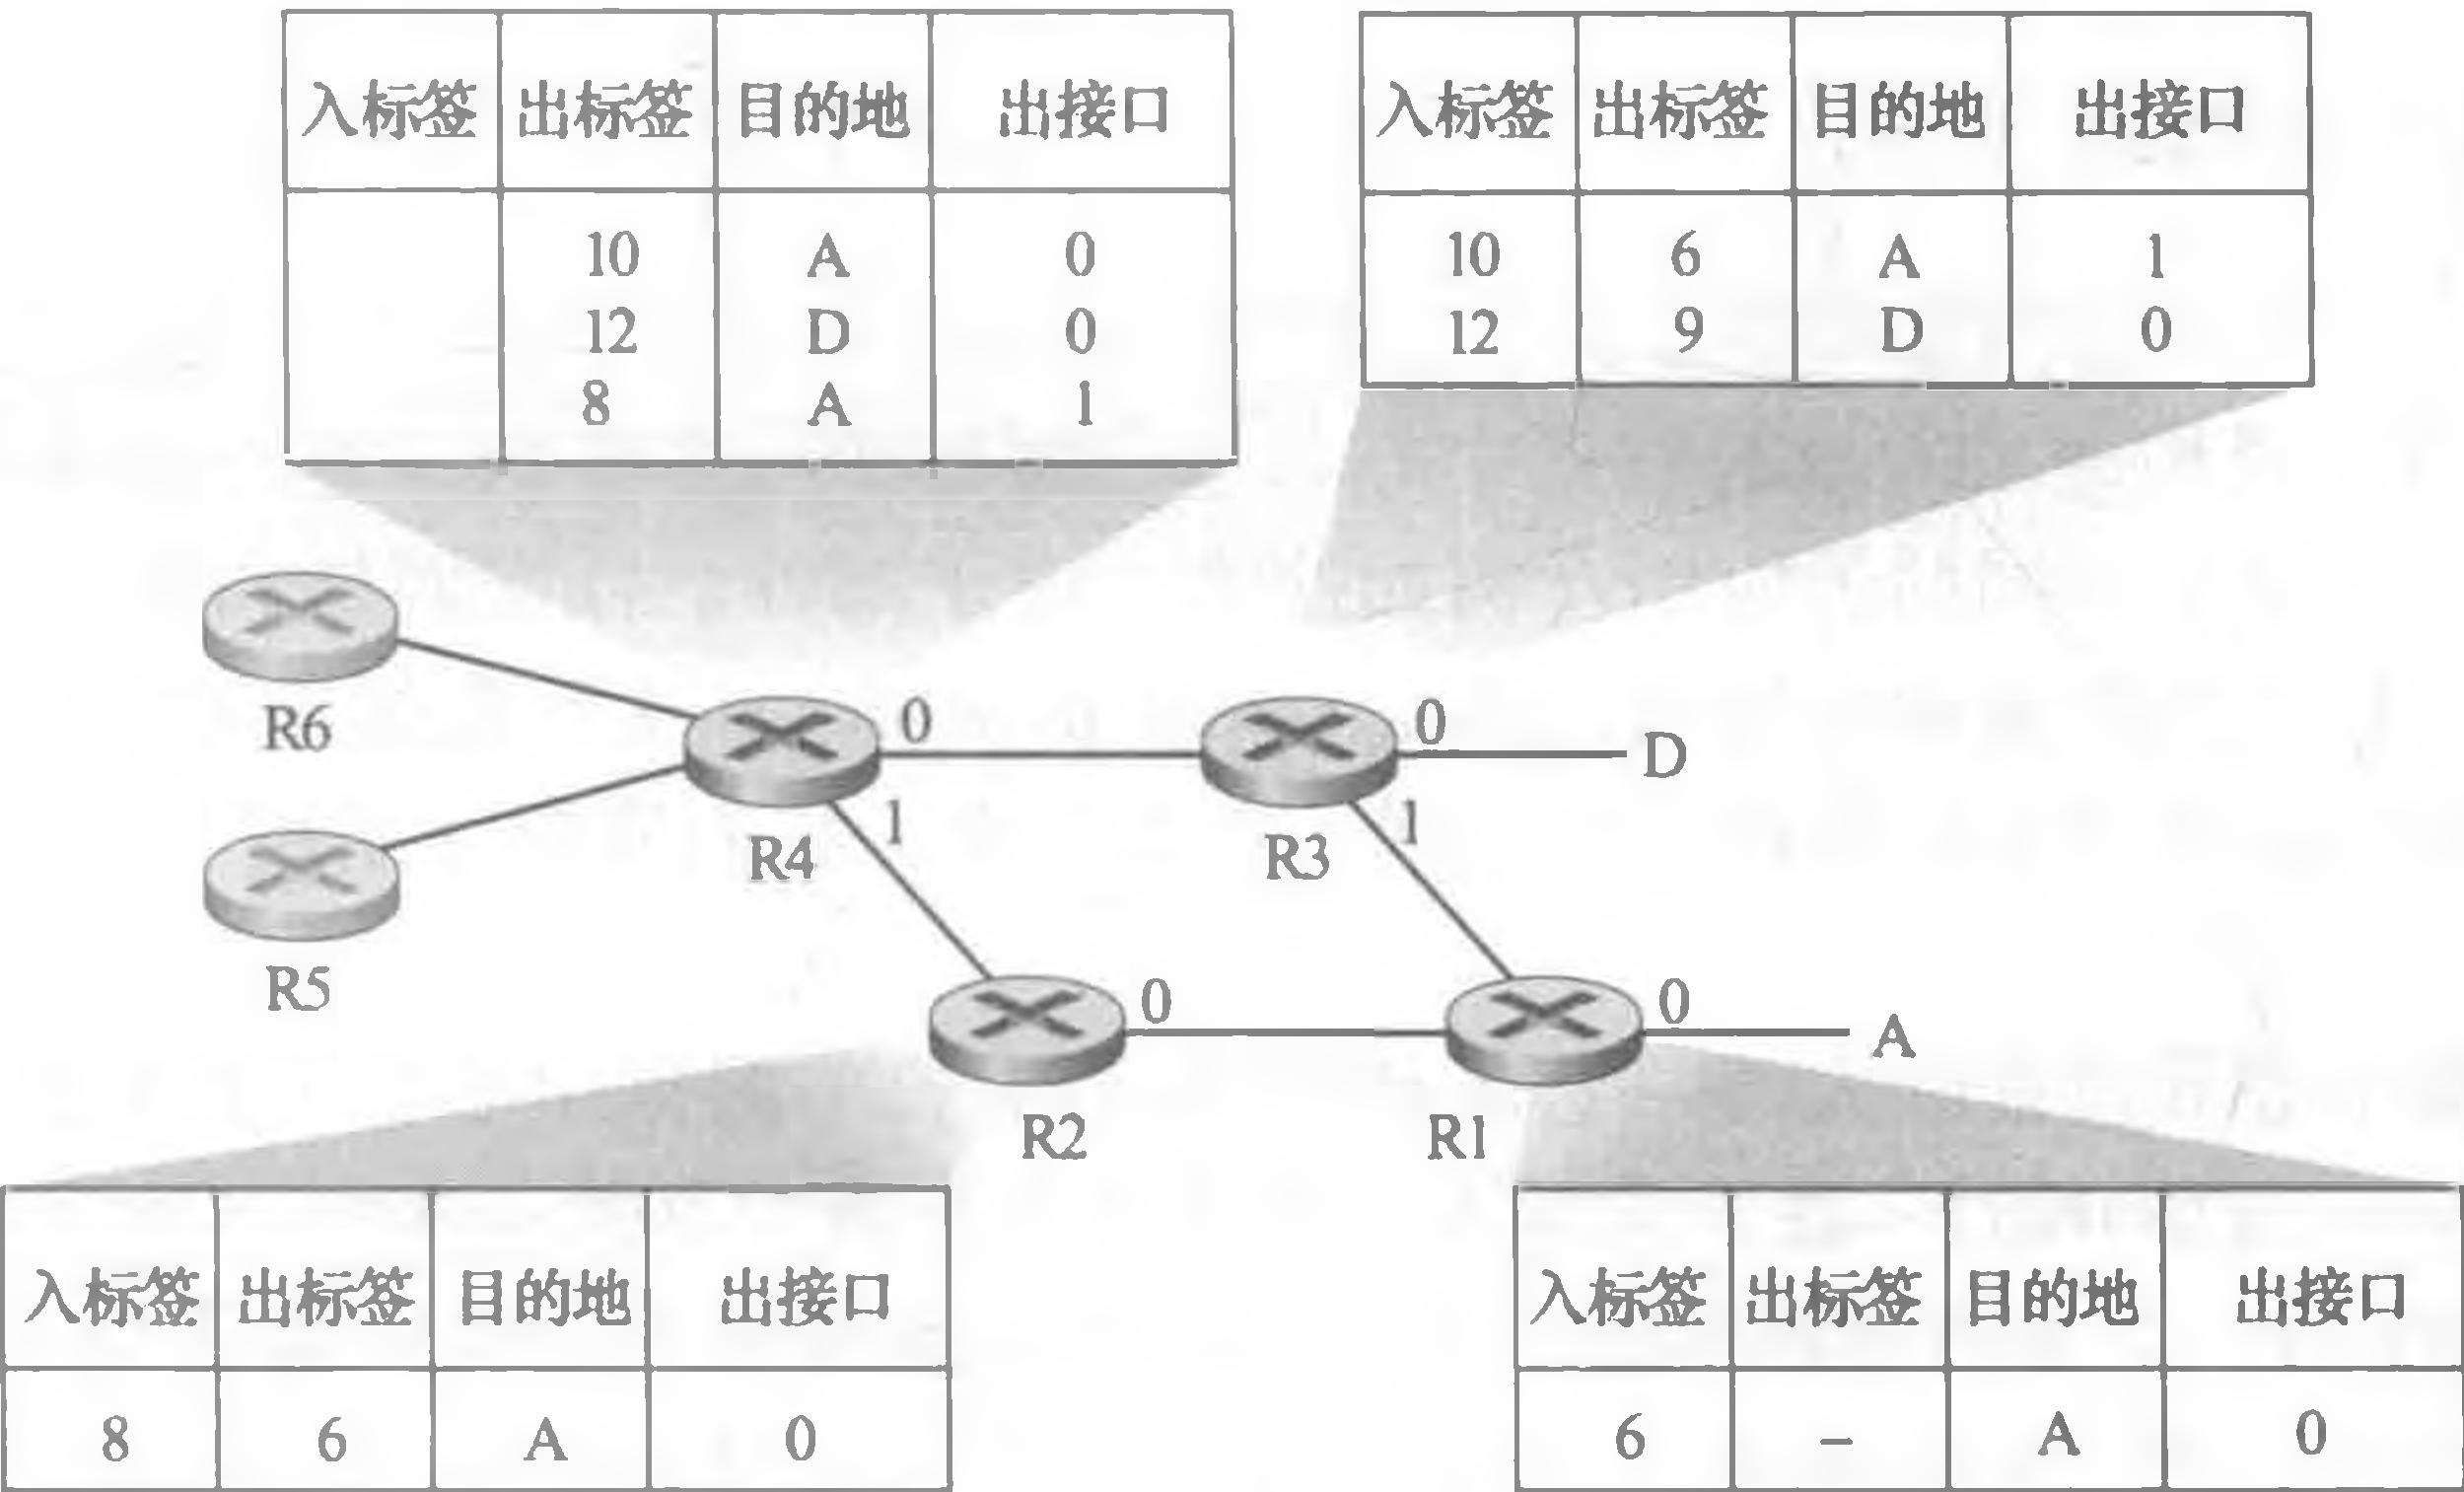 入标签 出标签 目的地 出接口
10 A 0
12 D 0
8 A 1
入标签 出标签 目的地 出接口
10 6 A 1
12 9 D 0
R6
0
0
D
R4
1
R3
1
R5
0
0
A
R2
R1
入标签 出标签 目的地 出接口
8 6 A 0
入标签 出标签 目的地 出接口
6 – A 0